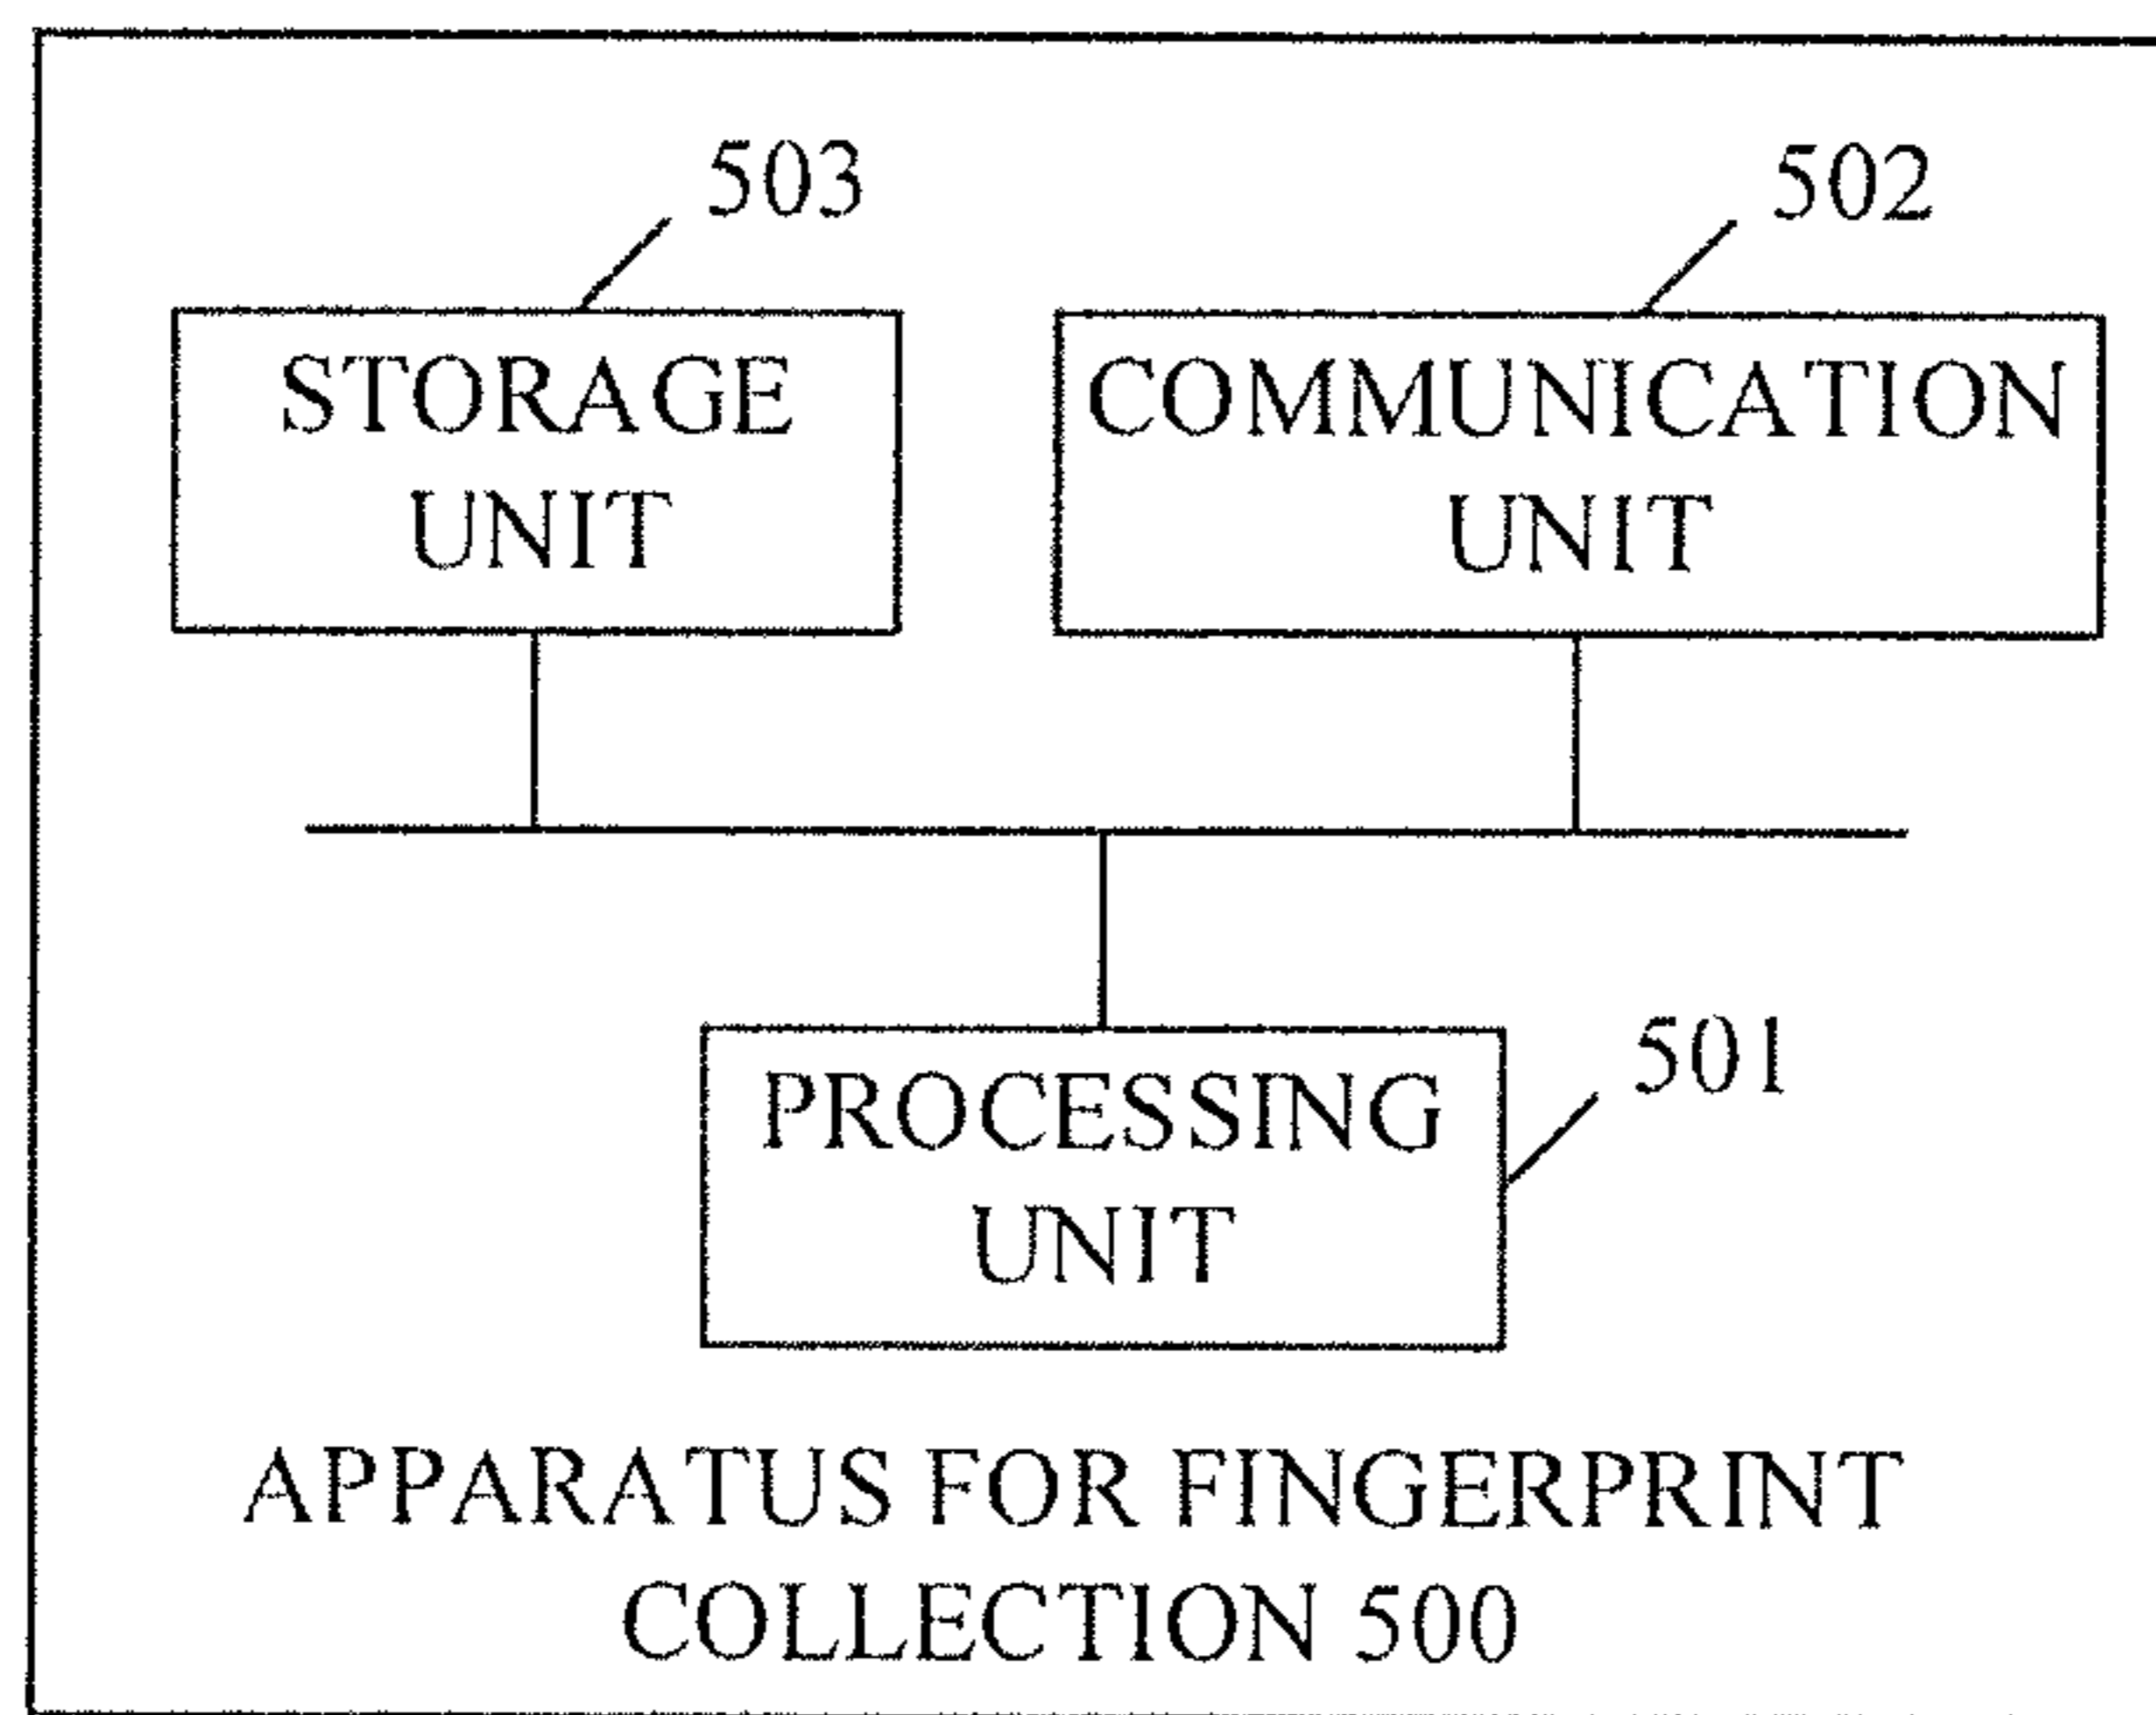 503
502
STORAGE
UNIT
COMMUNICATION
UNIT
501
PROCESSING
UNIT
APPARATUS FOR FINGERPRINT
COLLECTION 500